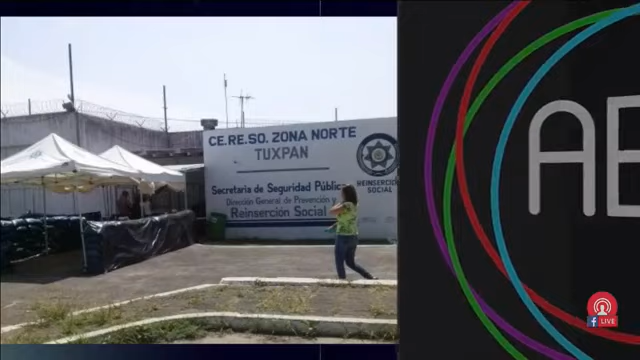 CE.RE.SO. ZONA NORTE
TUXPAN
Secretaría de Seguridad Pública
Dirección General de Prevención y
Reinserción Social
REINSERCIÓN
SOCIAL
AE
f LIVE